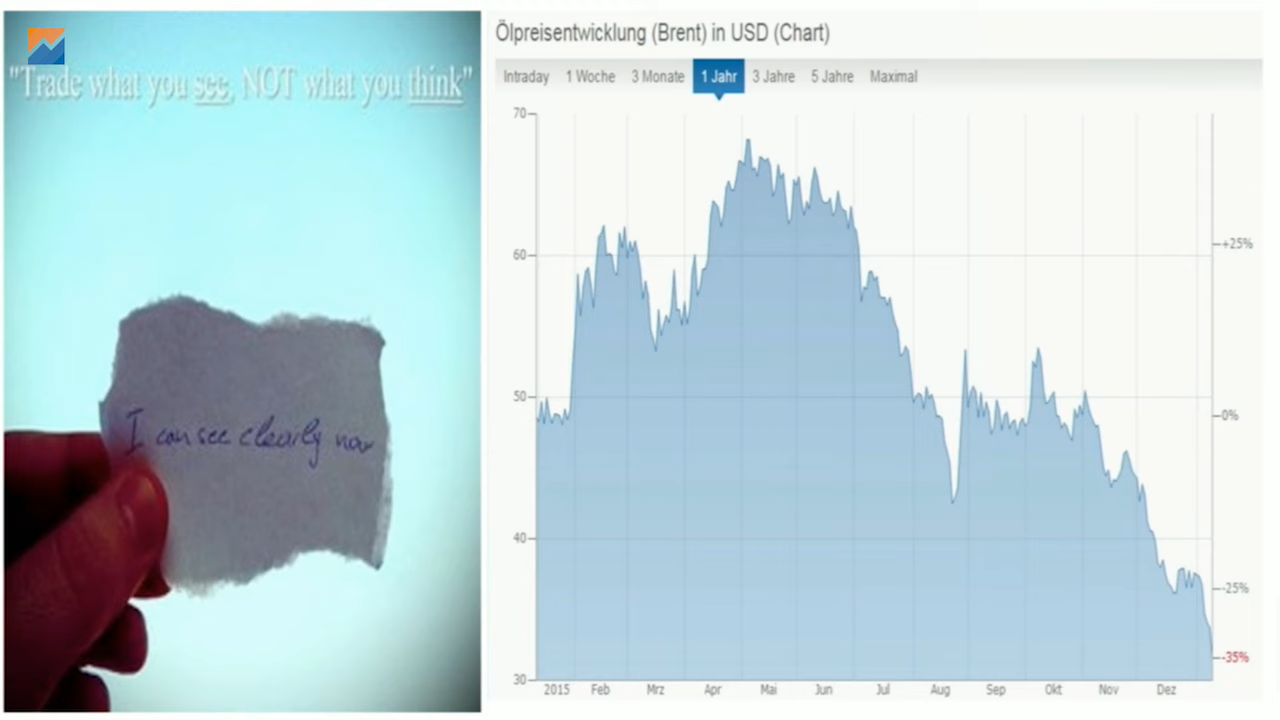 "Trade what you see, NOT what you think"
I can see clearly now
Ölpreisentwicklung (Brent) in USD (Chart)
Intraday 1 Woche 3 Monate 1 Jahr 3 Jahre 5 Jahre Maximal
70
60
50
40
30
+25%
0%
-25%
-35%
2015 Feb Mrz Apr Mai Jun Jul Aug Sep Okt Nov Dez